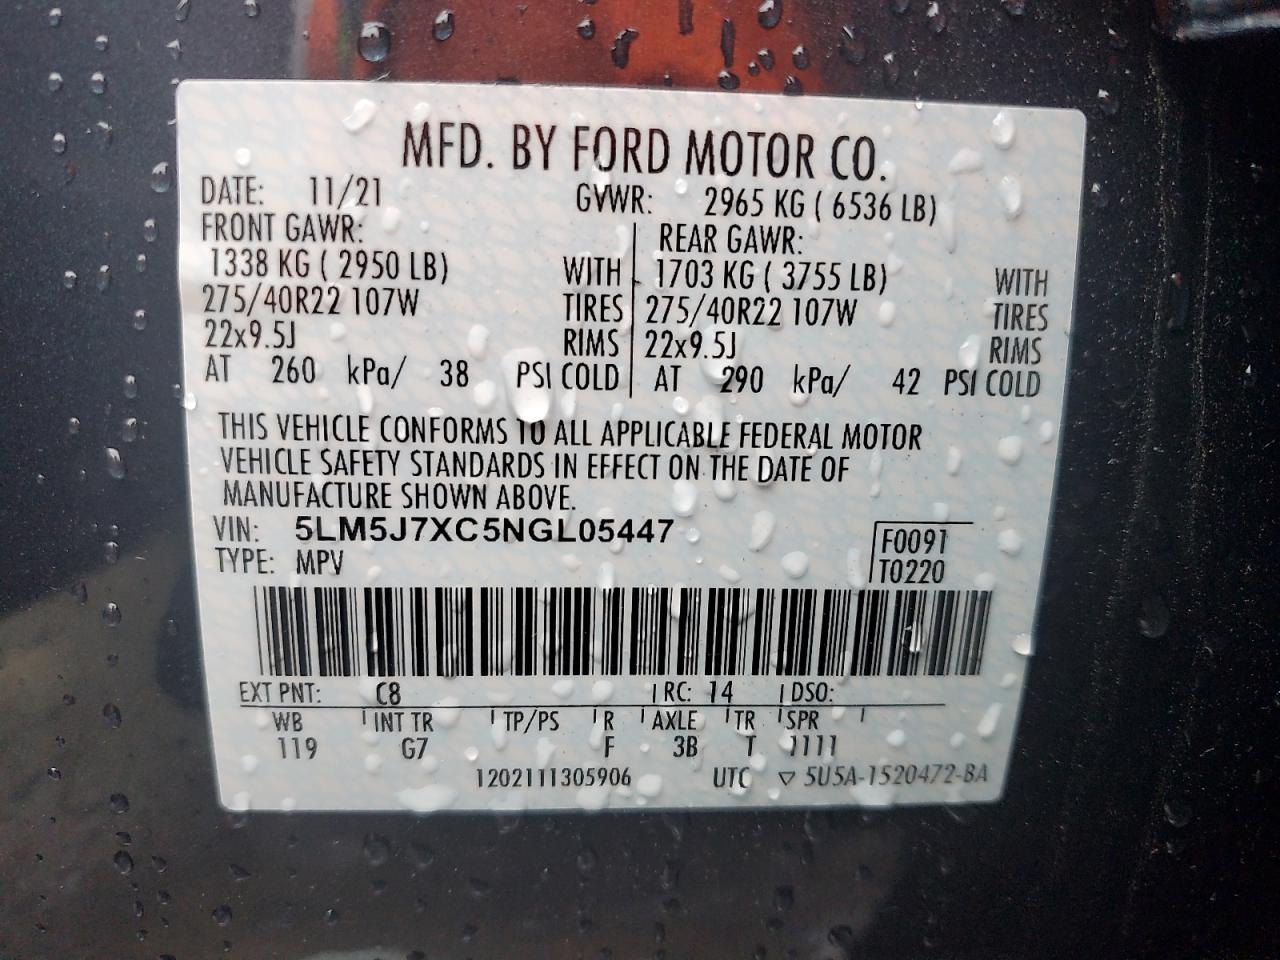 MFD. BY FORD MOTOR CO.
DATE: 11/21 GVWR: 2965 KG ( 6536 LB)
FRONT GAWR: REAR GAWR:
1338 KG ( 2950 LB) WITH 1703 KG ( 3755 LB) WITH
275/40R22 107W TIRES 275/40R22 107W TIRES
22x9.5J RIMS 22x9.5J RIMS
AT 260 kPa/ 38 PSI COLD AT 290 kPa/ 42 PSI COLD
THIS VEHICLE CONFORMS TO ALL APPLICABLE FEDERAL MOTOR
VEHICLE SAFETY STANDARDS IN EFFECT ON THE DATE OF
MANUFACTURE SHOWN ABOVE.
VIN: 5LM5J7XC5NGL05447
TYPE: MPV
F0091
T0220
EXT PNT: C8 RC: 14 DSO:
WB INT TR TP/PS R AXLE TR SPR
119 G7 F 3B T 1111
1202111305906 UTC ▽ 5U5A-1520472-BA